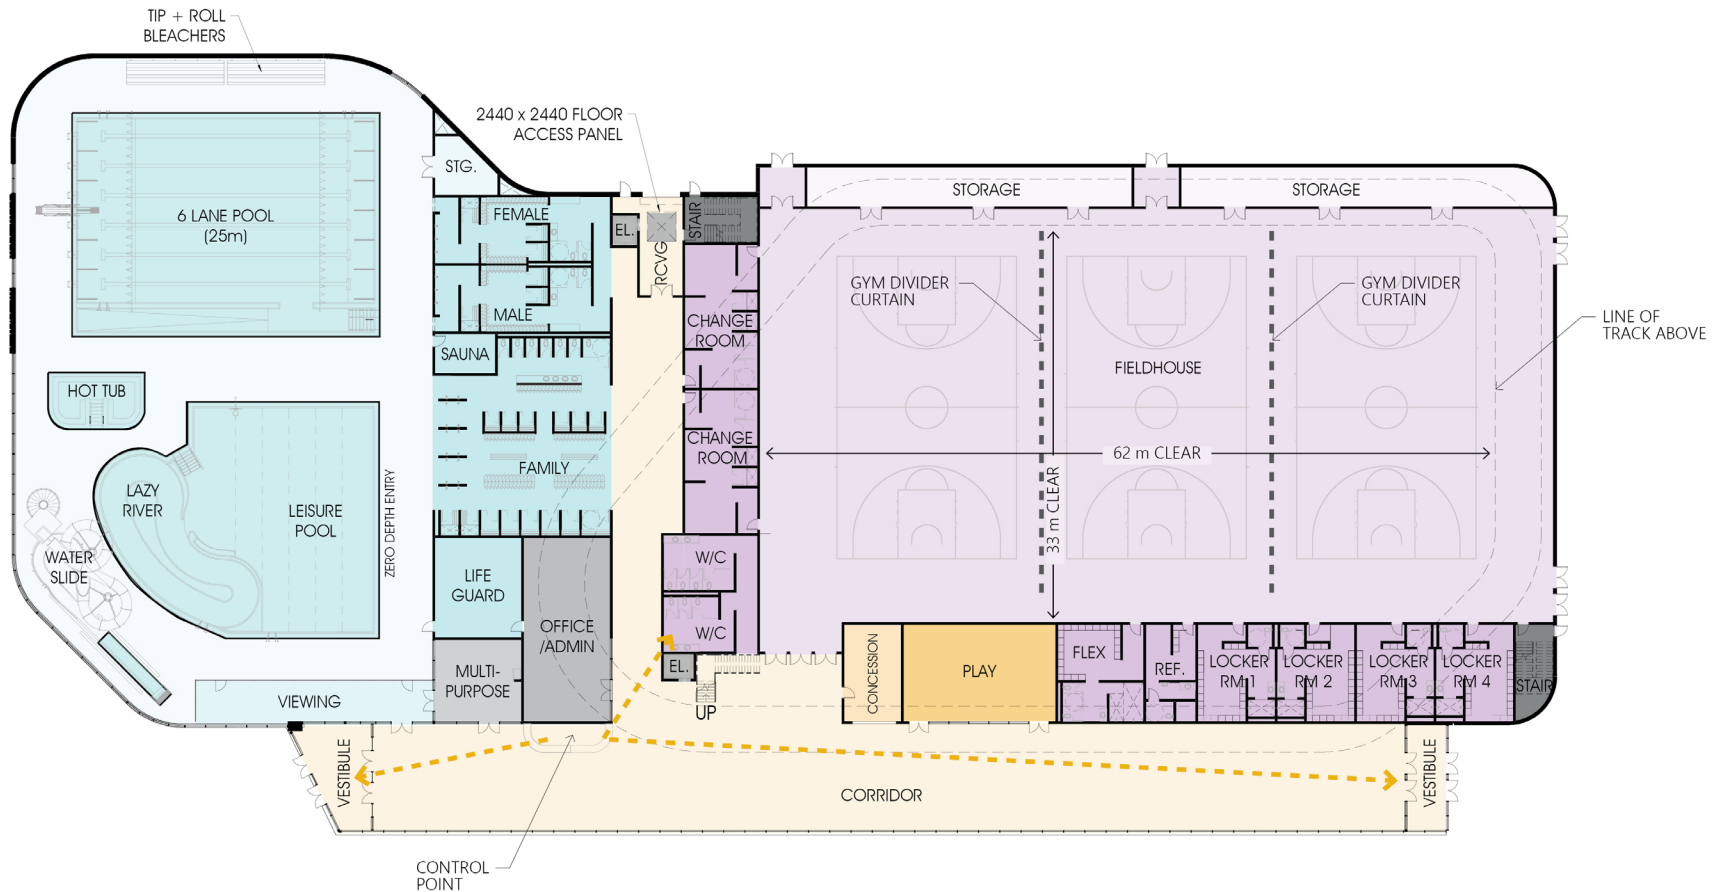 TIP + ROLL
BLEACHERS
2440 x 2440 FLOOR
ACCESS PANEL
STG.
6 LANE POOL
(25m)
FEMALE
MALE
EL.
RCVG
STAIR
STORAGE
STORAGE
GYM DIVIDER
CURTAIN
GYM DIVIDER
CURTAIN
LINE OF
TRACK ABOVE
CHANGE
ROOM
SAUNA
HOT TUB
FIELDHOUSE
CHANGE
ROOM
62 m CLEAR
33 m CLEAR
FAMILY
LAZY
RIVER
LEISURE
POOL
ZERO DEPTH ENTRY
WATER
SLIDE
LIFE
GUARD
OFFICE
/ADMIN
W/C
W/C
EL.
UP
MULTI-
PURPOSE
VIEWING
CONCESSION
PLAY
FLEX
REF.
LOCKER
RM 1
LOCKER
RM 2
LOCKER
RM 3
LOCKER
RM 4
STAIR
VESTIBULE
CORRIDOR
VESTIBULE
CONTROL
POINT